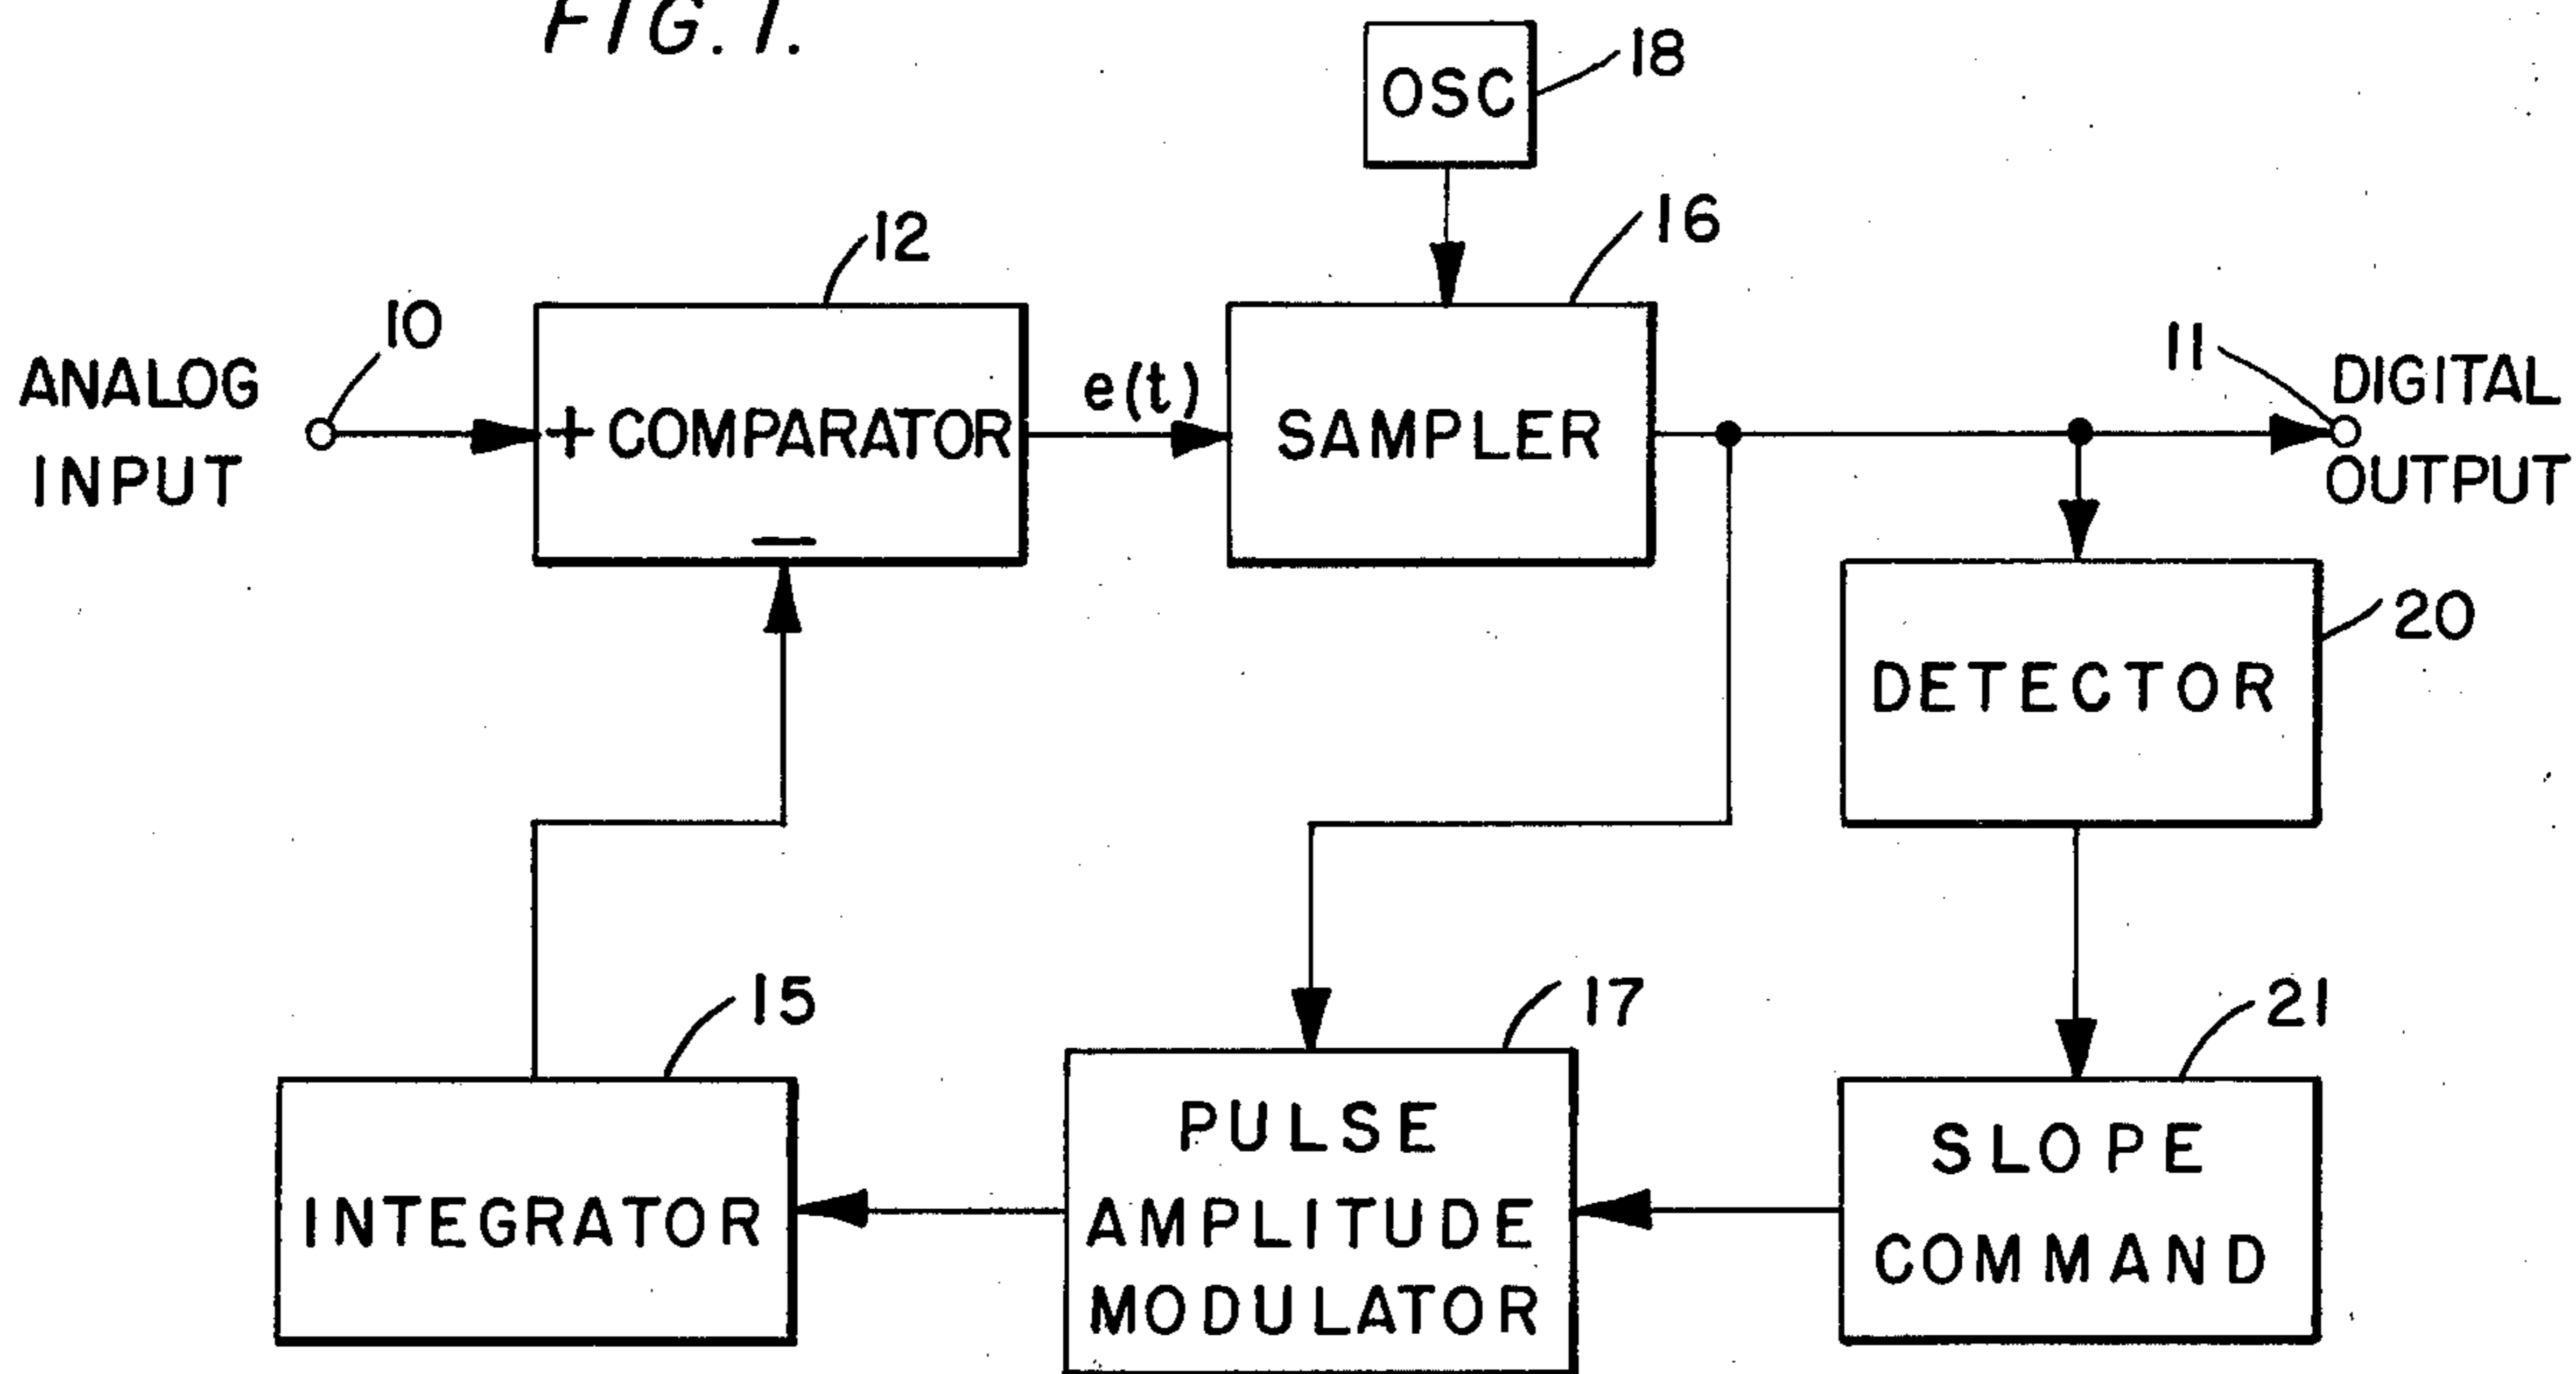 FIG. 1.
OSC
18
16
12
10
ANALOG
INPUT
+ COMPARATOR
–
e(t)
SAMPLER
11
DIGITAL
OUTPUT
DETECTOR
20
15
INTEGRATOR
17
PULSE
AMPLITUDE
MODULATOR
21
SLOPE
COMMAND